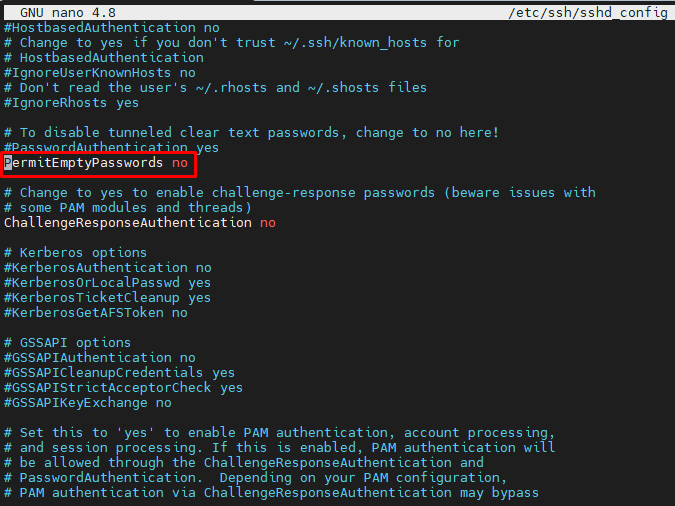 GNU nano 4.8 /etc/ssh/sshd_config
#HostbasedAuthentication no
# Change to yes if you don't trust ~/.ssh/known_hosts for
# HostbasedAuthentication
#IgnoreUserKnownHosts no
# Don't read the user's ~/.rhosts and ~/.shosts files
#IgnoreRhosts yes
# To disable tunneled clear text passwords, change to no here!
#PasswordAuthentication yes
PermitEmptyPasswords no
# Change to yes to enable challenge-response passwords (beware issues with
# some PAM modules and threads)
ChallengeResponseAuthentication no
# Kerberos options
#KerberosAuthentication no
#KerberosOrLocalPasswd yes
#KerberosTicketCleanup yes
#KerberosGetAFSToken no
# GSSAPI options
#GSSAPIAuthentication no
#GSSAPICleanupCredentials yes
#GSSAPIStrictAcceptorCheck yes
#GSSAPIKeyExchange no
# Set this to 'yes' to enable PAM authentication, account processing,
# and session processing. If this is enabled, PAM authentication will
# be allowed through the ChallengeResponseAuthentication and
# PasswordAuthentication.  Depending on your PAM configuration,
# PAM authentication via ChallengeResponseAuthentication may bypass